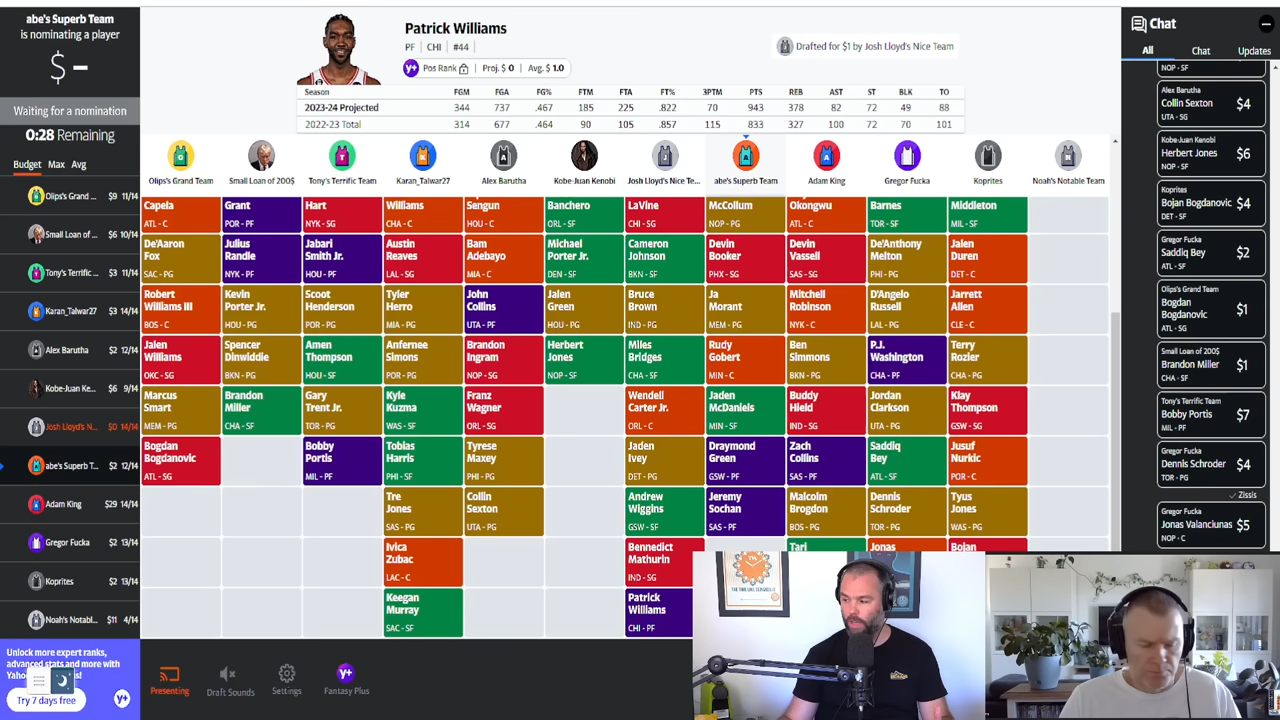 abe's Superb Team
is nominating a player
$ –
Waiting for a nomination
0:28 Remaining
Budget Max Avg
Olips's Grand ... $9 11/14
Small Loan of ... $6 10/14
Tony's Terrific ... $3 11/14
Karan_Talwar27 $3 14/14
Alex Barutha $2 12/14
Kobe-Juan Ke... $6 9/14
Josh Lloyd's N... $0 14/14
abe's Superb T... $2 12/14
Adam King $29 14/14
Gregor Fucka $3 13/14
Koprites $2 13/14
Noah's Notabl... $11 4/14
Unlock more expert ranks,
advanced stats and more with
Try 7 days free
y+
Patrick Williams
PF CHI #44
y+ Pos Rank Proj. $ 0 Avg. $ 1.0
Drafted for $1 by Josh Lloyd's Nice Team
Season FGM FGA FG% FTM FTA FT% 3PTM PTS REB AST ST BLK TO
2023-24 Projected 344 737 .467 185 225 .822 70 943 378 82 72 49 88
2022-23 Total 314 677 .464 90 105 .857 115 833 327 100 72 70 101
Olips's Grand Team Small Loan of 200$ Tony's Terrific Team Karan_Talwar27 Alex Barutha Kobe-Juan Kenobi Josh Lloyd's Nice Te... abe's Superb Team Adam King Gregor Fucka Koprites Noah's Notable Team
Capela Grant Hart Williams Sengun Banchero LaVine McCollum Okongwu Barnes Middleton
ATL - C POR - PF NYK - SG CHA - C HOU - C ORL - SF CHI - SG NOP - PG ATL - C TOR - SF MIL - SF
De'Aaron Julius Jabari Austin Bam Michael Cameron Devin Devin De'Anthony Jalen
Fox Randle Smith Jr. Reaves Adebayo Porter Jr. Johnson Booker Vassell Melton Duren
SAC - PG NYK - PF HOU - PF LAL - SG MIA - C DEN - SF BKN - SF PHX - SG SAS - SG PHI - PG DET - C
Robert Kevin Scoot Tyler John Jalen Bruce Ja Mitchell D'Angelo Jarrett
Williams III Porter Jr. Henderson Herro Collins Green Brown Morant Robinson Russell Allen
BOS - C HOU - PG POR - PG MIA - PG UTA - PF HOU - PG IND - PG MEM - PG NYK - C LAL - PG CLE - C
Jalen Spencer Amen Anfernee Brandon Herbert Miles Rudy Ben P.J. Terry
Williams Dinwiddie Thompson Simons Ingram Jones Bridges Gobert Simmons Washington Rozier
OKC - SG BKN - PG HOU - SF POR - PG NOP - SG NOP - SF CHA - SF MIN - C BKN - PG CHA - PF CHA - PG
Marcus Brandon Gary Kyle Franz Wendell Jaden Buddy Jordan Klay
Smart Miller Trent Jr. Kuzma Wagner Carter Jr. McDaniels Hield Clarkson Thompson
MEM - PG CHA - SF TOR - PG WAS - SF ORL - SG ORL - C MIN - SF IND - SG UTA - PG GSW - SG
Bogdan Bobby Tobias Tyrese Jaden Draymond Zach Saddiq Jusuf
Bogdanovic Portis Harris Maxey Ivey Green Collins Bey Nurkic
ATL - SG MIL - PF PHI - SF PHI - PG DET - PG GSW - PF SAS - PF ATL - SF POR - C
Tre Collin Andrew Jeremy Malcolm Dennis Tyus
Jones Sexton Wiggins Sochan Brogdon Schroder Jones
SAS - PG UTA - PG GSW - SF SAS - PF BOS - PG TOR - PG WAS - PG
Ivica Bennedict Tari Jonas Bojan
Zubac Mathurin
LAC - C IND - SG
Keegan Patrick
Murray Williams
SAC - SF CHI - PF
Presenting Draft Sounds Settings Fantasy Plus
Chat
All Chat Updates
NOP - SF
Alex Barutha
Collin Sexton $4
UTA - SG
Kobe-Juan Kenobi
Herbert Jones $6
NOP - SF
Koprites
Bojan Bogdanovic $4
DET - SF
Gregor Fucka
Saddiq Bey $2
ATL - SF
Olips's Grand Team
Bogdan
Bogdanovic $1
ATL - SG
Small Loan of 200$
Brandon Miller $1
CHA - SF
Tony's Terrific Team
Bobby Portis $7
MIL - PF
Gregor Fucka
Dennis Schroder $4
TOR - PG
Zissis
Gregor Fucka
Jonas Valanciunas $5
NOP - C